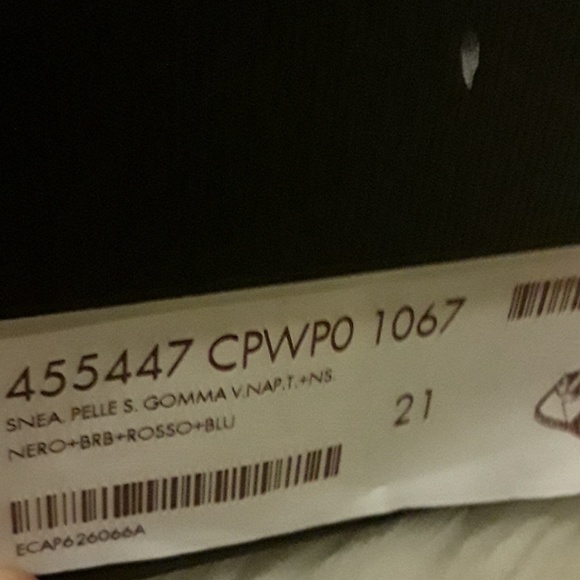 455447 CPWP0 1067
SNEA. PELLE S. GOMMA V.NAP.T.+NS.
NERO+BRB+ROSSO+BLU
21
ECAP626066A